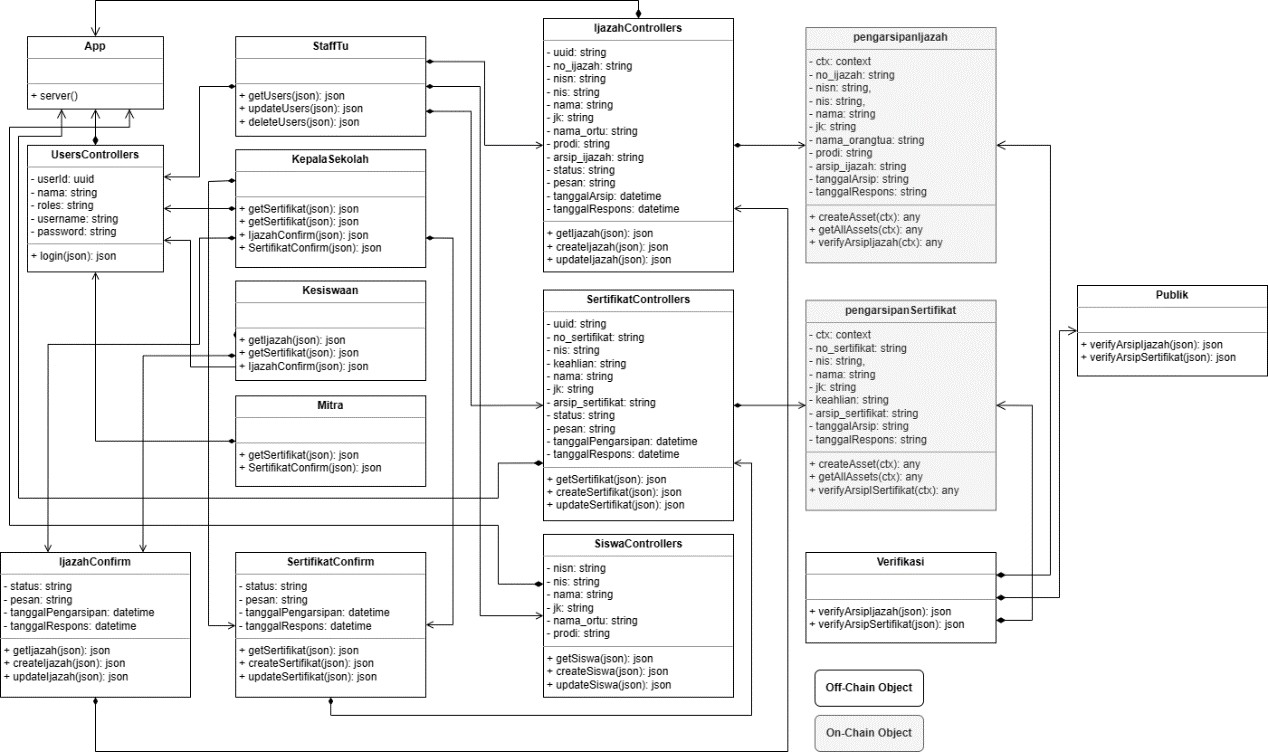 App
+ server()
UsersControllers
- userId: uuid
- nama: string
- roles: string
- username: string
- password: string
+ login(json): json
StaffTu
+ getUsers(json): json
+ updateUsers(json): json
+ deleteUsers(json): json
KepalaSekolah
+ getSertifikat(json): json
+ getSertifikat(json): json
+ IjazahConfirm(json): json
+ SertifikatConfirm(json): json
Kesiswaan
+ getIjazah(json): json
+ getSertifikat(json): json
+ IjazahConfirm(json): json
Mitra
+ getSertifikat(json): json
+ SertifikatConfirm(json): json
IjazahConfirm
- status: string
- pesan: string
- tanggalPengarsipan: datetime
- tanggalRespons: datetime
+ getIjazah(json): json
+ createIjazah(json): json
+ updateIjazah(json): json
SertifikatConfirm
- status: string
- pesan: string
- tanggalPengarsipan: datetime
- tanggalRespons: datetime
+ getSertifikat(json): json
+ createSertifikat(json): json
+ updateSertifikat(json): json
IjazahControllers
- uuid: string
- no_ijazah: string
- nisn: string
- nis: string
- nama: string
- jk: string
- nama_ortu: string
- prodi: string
- arsip_ijazah: string
- status: string
- pesan: string
- tanggalArsip: datetime
- tanggalRespons: datetime
+ getIjazah(json): json
+ createIjazah(json): json
+ updateIjazah(json): json
SertifikatControllers
- uuid: string
- no_sertifikat: string
- nis: string
- keahlian: string
- nama: string
- jk: string
- arsip_sertifikat: string
- status: string
- pesan: string
- tanggalPengarsipan: datetime
- tanggalRespons: datetime
+ getSertifikat(json): json
+ createSertifikat(json): json
+ updateSertifikat(json): json
SiswaControllers
- nisn: string
- nis: string
- nama: string
- jk: string
- nama_ortu: string
- prodi: string
+ getSiswa(json): json
+ createSiswa(json): json
+ updateSiswa(json): json
pengarsipanIjazah
- ctx: context
- no_ijazah: string
- nisn: string,
- nis: string,
- nama: string
- jk: string
- nama_orangtua: string
- prodi: string
- arsip_ijazah: string
- tanggalArsip: string
- tanggalRespons: string
+ createAsset(ctx): any
+ getAllAssets(ctx): any
+ verifyArsipIjazah(ctx): any
pengarsipanSertifikat
- ctx: context
- no_sertifikat: string
- nis: string,
- nama: string
- jk: string
- keahlian: string
- arsip_sertifikat: string
- tanggalArsip: string
- tanggalRespons: string
+ createAsset(ctx): any
+ getAllAssets(ctx): any
+ verifyArsipISertifikat(ctx): any
Verifikasi
+ verifyArsipIjazah(json): json
+ verifyArsipSertifikat(json): json
Publik
+ verifyArsipIjazah(json): json
+ verifyArsipSertifikat(json): json
Off-Chain Object
On-Chain Object